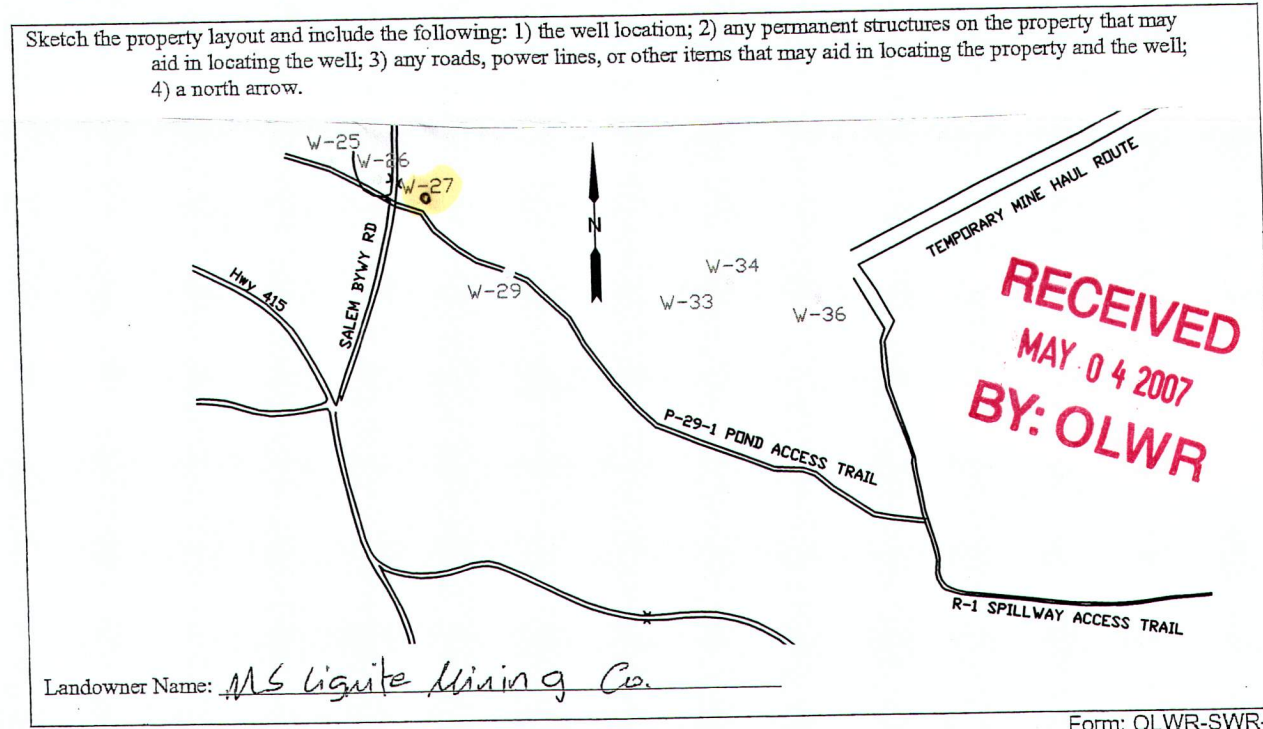 Sketch the property layout and include the following: 1) the well location; 2) any permanent structures on the property that may
aid in locating the well; 3) any roads, power lines, or other items that may aid in locating the property and the well;
4) a north arrow.
W-25
W-26
W-27
N
TEMPORARY MINE HAUL ROUTE
SALEM BYWY RD
Hwy 415
W-29
W-34
W-33
W-36
RECEIVED
MAY 04 2007
BY: OLWR
P-29-1 POND ACCESS TRAIL
R-1 SPILLWAY ACCESS TRAIL
Landowner Name: MS Lignite Mining Co.
Form: OLWR-SWR-